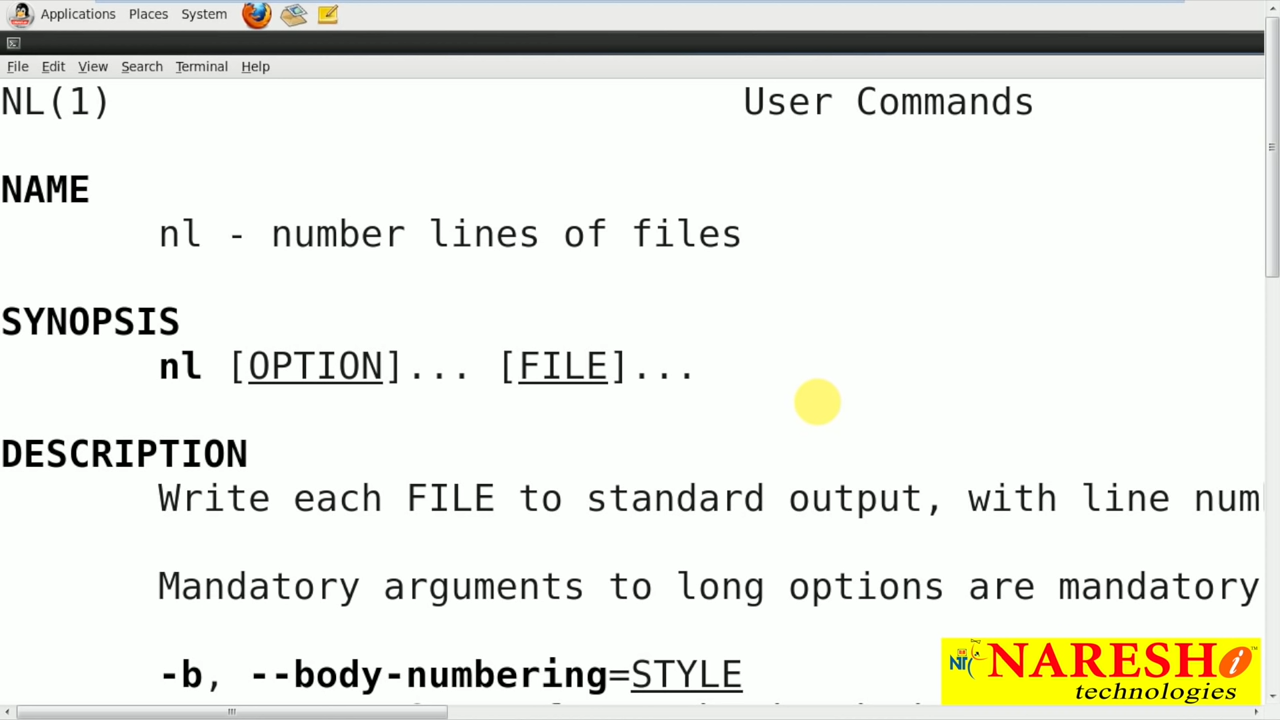 Applications Places System
File Edit View Search Terminal Help
NL(1) User Commands
NAME
nl - number lines of files
SYNOPSIS
nl [OPTION]... [FILE]...
DESCRIPTION
Write each FILE to standard output, with line
Mandatory arguments to long options are mandatory
-b, --body-numbering=STYLE
NARESH i
technologies